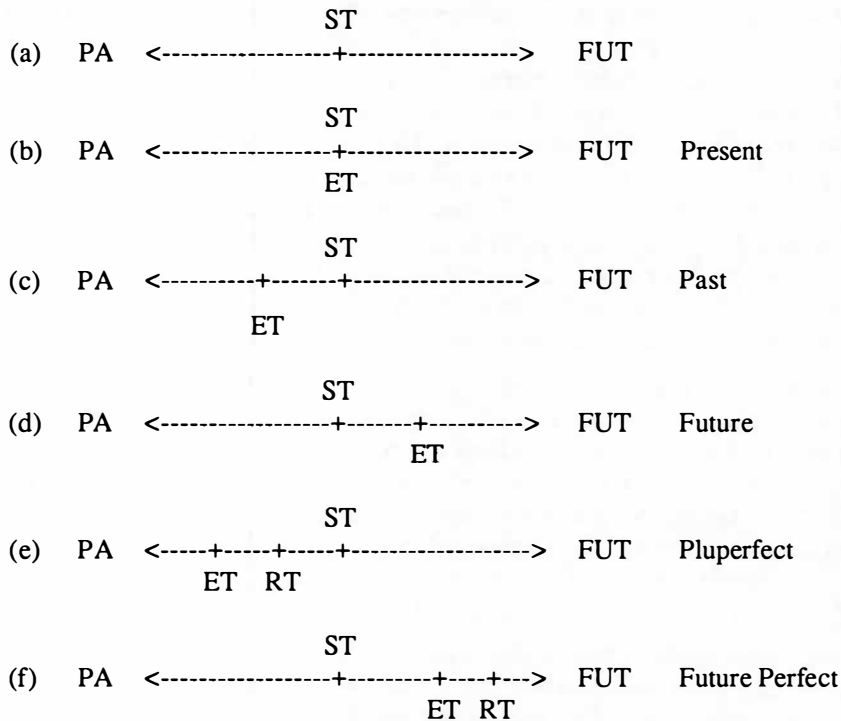 ST
(a) PA <-----------------+-----------------> FUT
ST
(b) PA <-----------------+-----------------> FUT Present
ET
ST
(c) PA <----------+-------+------------------> FUT Past
ET
ST
(d) PA <-----------------+-------+----------> FUT Future
ET
ST
(e) PA <-----+-----+-----+------------------> FUT Pluperfect
ET RT
ST
(f) PA <-----------------+---------+----+---> FUT Future Perfect
ET RT